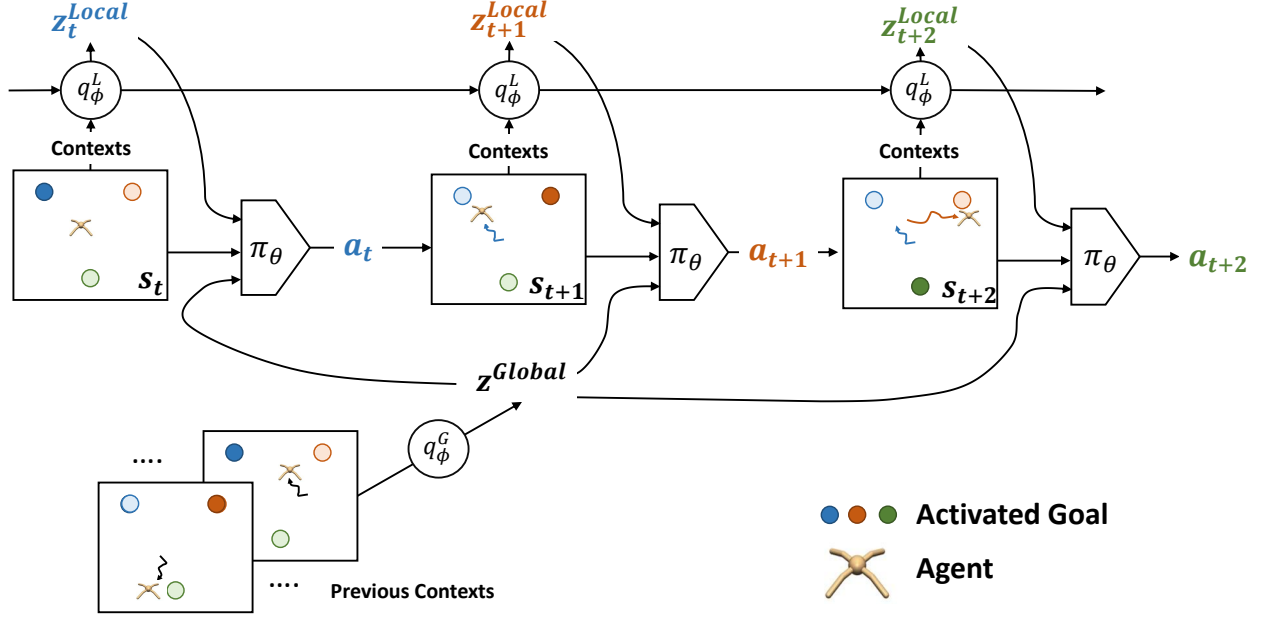 z_t^{Local} z_{t+1}^{Local} z_{t+2}^{Local}
q_ϕ^L q_ϕ^L q_ϕ^L
Contexts Contexts Contexts
π_θ a_t π_θ a_{t+1} π_θ a_{t+2}
s_t s_{t+1} s_{t+2}
z^{Global}
q_ϕ^G
....
Activated Goal
Agent
....
Previous Contexts